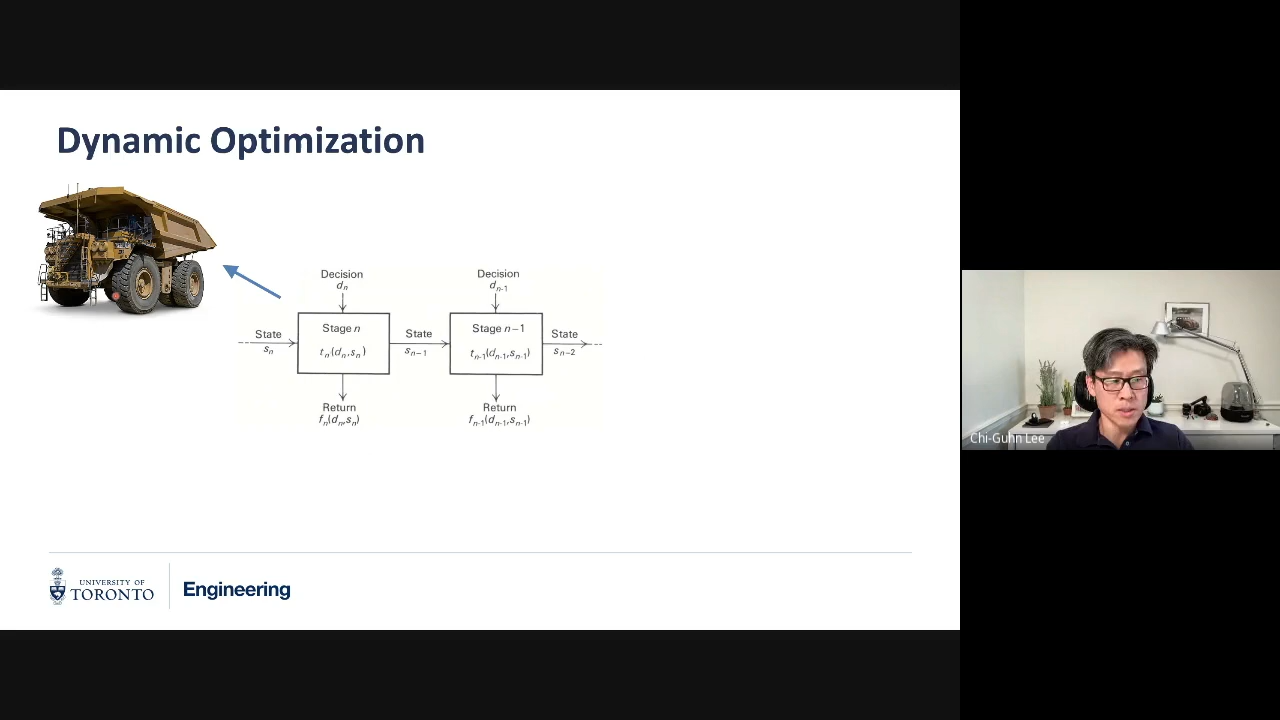 Dynamic Optimization
Decision
dn
Decision
dn-1
State
sn
Stage n
tn(dn,sn)
State
sn-1
Stage n-1
tn-1(dn-1,sn-1)
State
sn-2
Return
fn(dn,sn)
Return
fn-1(dn-1,sn-1)
UNIVERSITY OF
TORONTO
Engineering
Chi-Guhn Lee